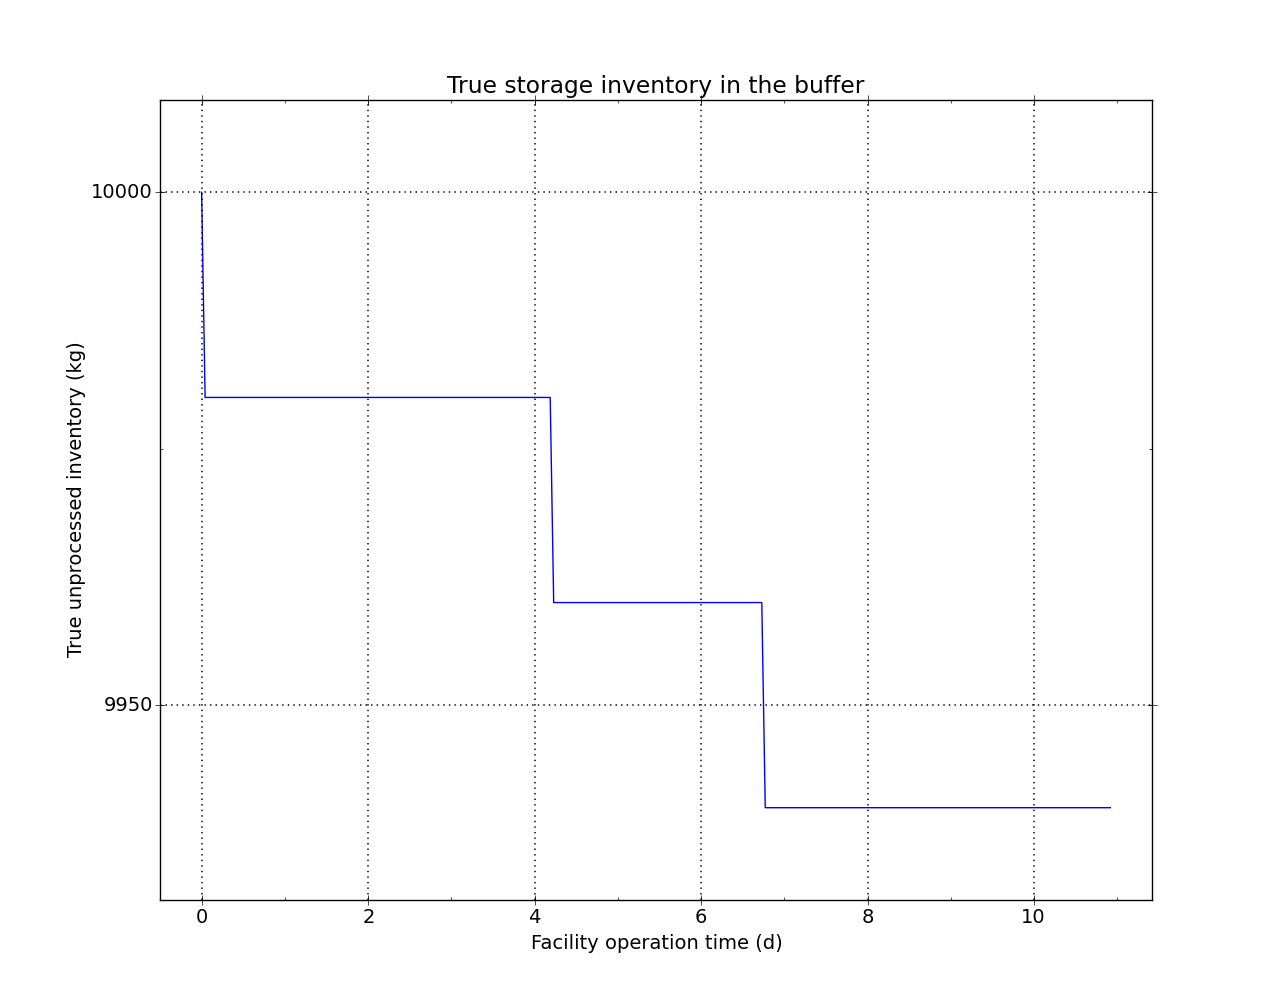 True storage inventory in the buffer
True unprocessed inventory (kg)
10000
9950
0 2 4 6 8 10
Facility operation time (d)